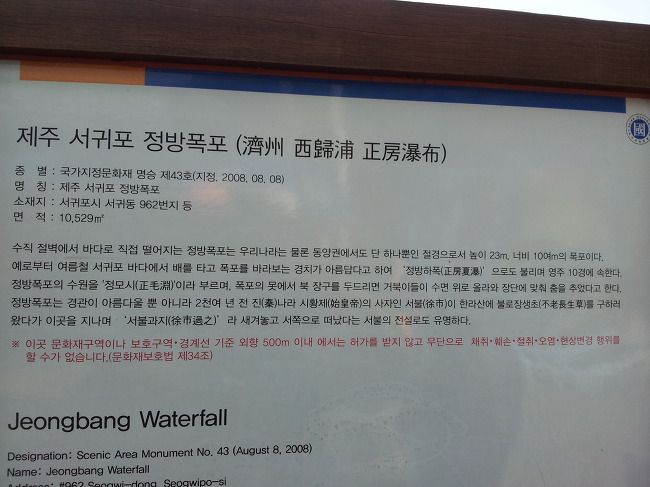 제주 서귀포 정방폭포 (濟州 西歸浦 正房瀑布)
國
종 별 : 국가지정문화재 명승 제43호(지정. 2008. 08. 08)
명 칭 : 제주 서귀포 정방폭포
소재지 : 서귀포시 서귀동 962번지 등
면 적 : 10,529㎡
수직 절벽에서 바다로 직접 떨어지는 정방폭포는 우리나라는 물론 동양권에서도 단 하나뿐인 절경으로서 높이 23m, 너비 10여m의 폭포이다.
예로부터 여름철 서귀포 바다에서 배를 타고 폭포를 바라보는 경치가 아름답다고 하여 '정방하폭(正房夏瀑)'으로도 불리며 영주 10경에 속한다.
정방폭포의 수원을 '정모시(正毛淵)'이라 부르며, 폭포의 못에서 북 장구를 두드리면 거북이들이 수면 위로 올라와 장단에 맞춰 춤을 추었다고 한다.
정방폭포는 경관이 아름다울 뿐 아니라 2천여 년 전 진(秦)나라 시황제(始皇帝)의 사자인 서불(徐市)이 한라산에 불로장생초(不老長生草)를 구하러
왔다가 이곳을 지나며 '서불과지(徐市過之)'라 새겨놓고 서쪽으로 떠났다는 서불의 전설로도 유명하다.
※ 이곳 문화재구역이나 보호구역·경계선 기준 외향 500m 이내 에서는 허가를 받지 않고 무단으로 채취·훼손·절취·오염·현상변경 행위를
할 수가 없습니다.(문화재보호법 제34조)
Jeongbang Waterfall
Designation: Scenic Area Monument No. 43 (August 8, 2008)
Name: Jeongbang Waterfall
Address: #962 Seogwi-dong, Seogwipo-si